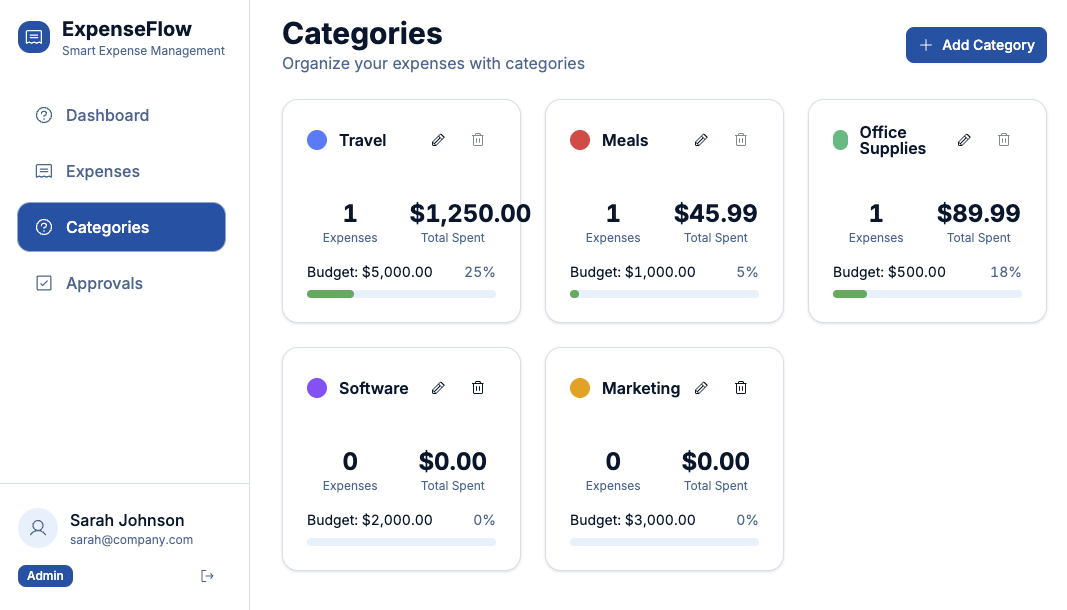 ExpenseFlow
Smart Expense Management
Dashboard
Expenses
Categories
Approvals
Sarah Johnson
sarah@company.com
Admin
Categories
Organize your expenses with categories
Add Category
Travel
1 $1,250.00
Expenses Total Spent
Budget: $5,000.00 25%
Meals
1 $45.99
Expenses Total Spent
Budget: $1,000.00 5%
Office
Supplies
1 $89.99
Expenses Total Spent
Budget: $500.00 18%
Software
0 $0.00
Expenses Total Spent
Budget: $2,000.00 0%
Marketing
0 $0.00
Expenses Total Spent
Budget: $3,000.00 0%